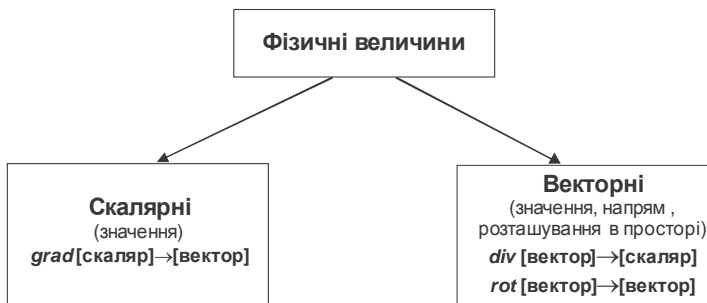 Фізичні величини
Скалярні
(значення)
grad [скаляр]→[вектор]
Векторні
(значення, напрям ,
розташування в просторі)
div [вектор]→[скаляр]
rot [вектор]→[вектор]